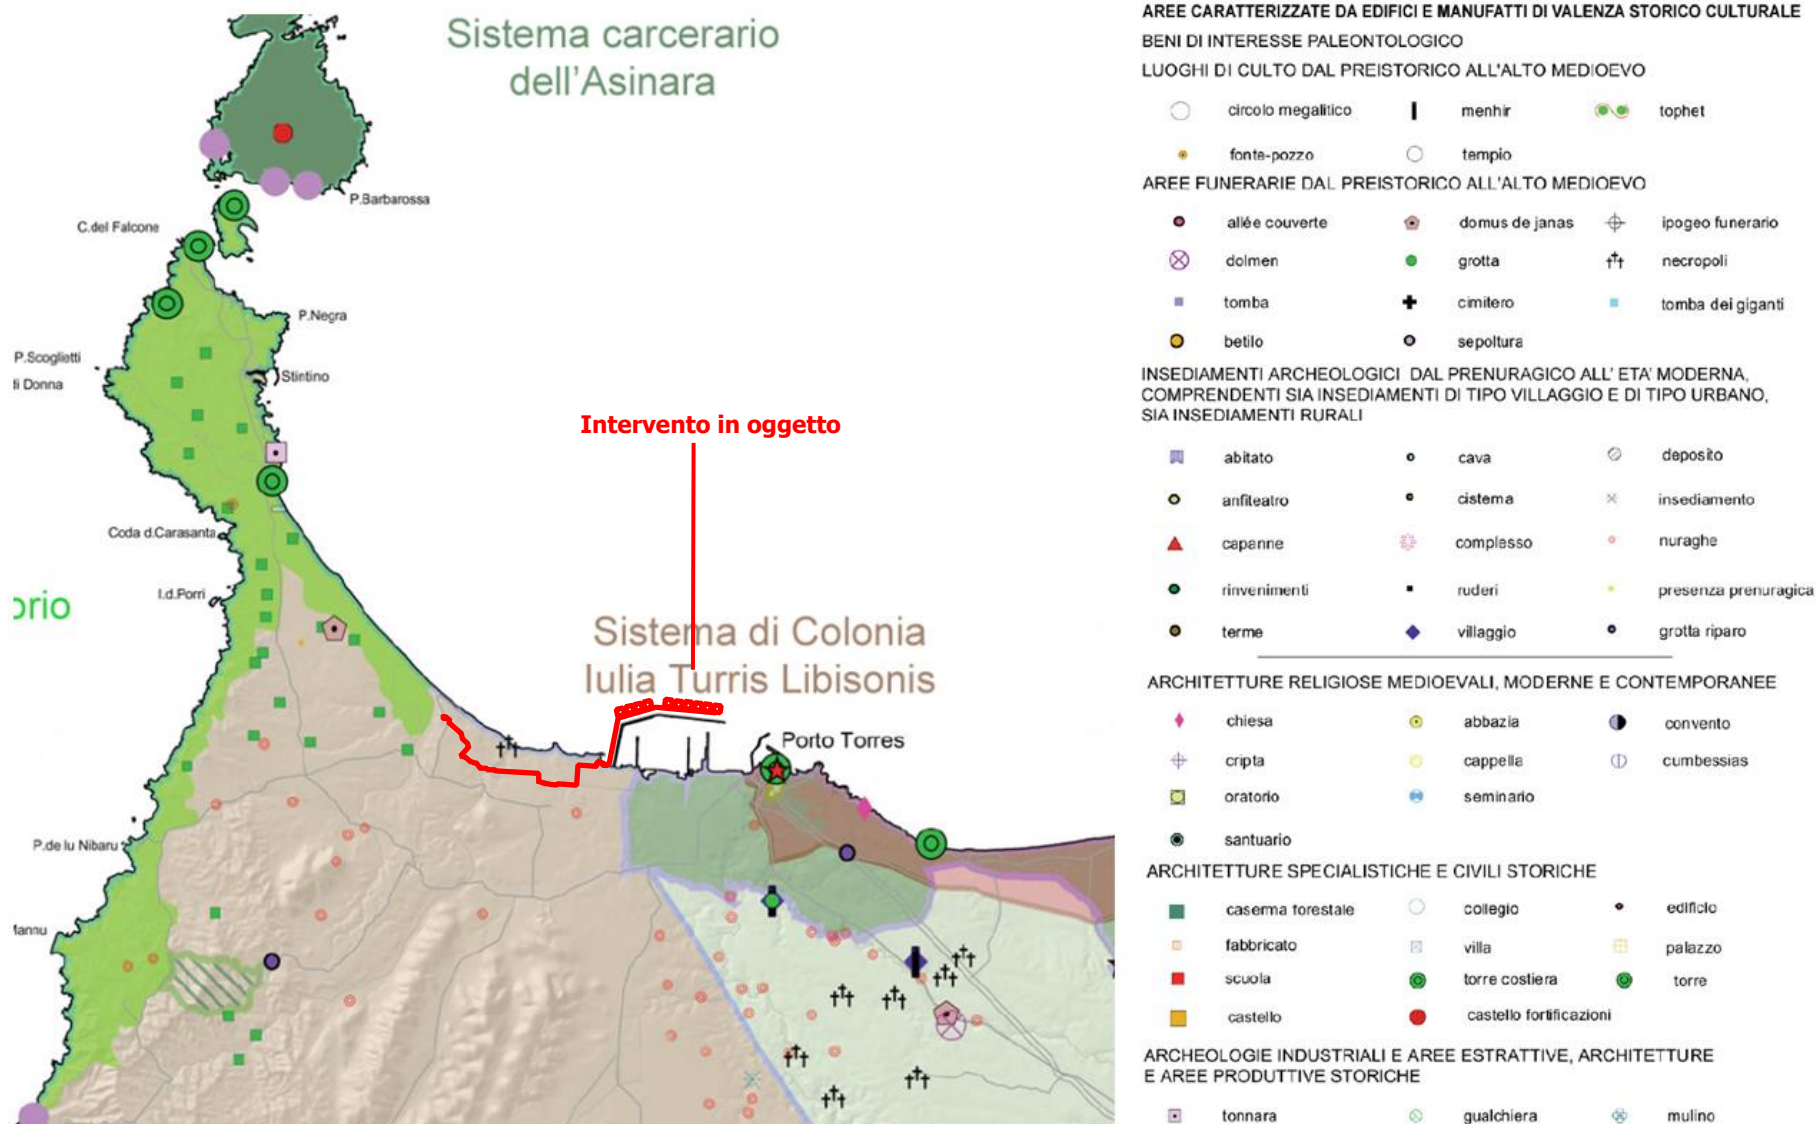 Sistema carcerario
dell'Asinara
P.Barbarossa
C.del Falcone
P.Negra
P.Scoglietti
di Donna
Stintino
Intervento in oggetto
Coda d.Carasanta
I.d.Porri
orio
Sistema di Colonia
Iulia Turris Libisonis
Porto Torres
P.de lu Nibaru
Mannu
AREE CARATTERIZZATE DA EDIFICI E MANUFATTI DI VALENZA STORICO CULTURALE
BENI DI INTERESSE PALEONTOLOGICO
LUOGHI DI CULTO DAL PREISTORICO ALL'ALTO MEDIOEVO
circolo megalitico menhir tophet
fonte-pozzo tempio
AREE FUNERARIE DAL PREISTORICO ALL'ALTO MEDIOEVO
allée couverte domus de janas ipogeo funerario
dolmen grotta necropoli
tomba cimitero tomba dei giganti
betilo sepoltura
INSEDIAMENTI ARCHEOLOGICI DAL PRENURAGICO ALL' ETA' MODERNA,
COMPRENDENTI SIA INSEDIAMENTI DI TIPO VILLAGGIO E DI TIPO URBANO,
SIA INSEDIAMENTI RURALI
abitato cava deposito
anfiteatro cisterna insediamento
capanne complesso nuraghe
rinvenimenti ruderi presenza prenuragica
terme villaggio grotta riparo
ARCHITETTURE RELIGIOSE MEDIOEVALI, MODERNE E CONTEMPORANEE
chiesa abbazia convento
cripta cappella cumbessias
oratorio seminario
santuario
ARCHITETTURE SPECIALISTICHE E CIVILI STORICHE
caserma forestale collegio edificio
fabbricato villa palazzo
scuola torre costiera torre
castello castello fortificazioni
ARCHEOLOGIE INDUSTRIALI E AREE ESTRATTIVE, ARCHITETTURE
E AREE PRODUTTIVE STORICHE
tonnara gualchiera mulino